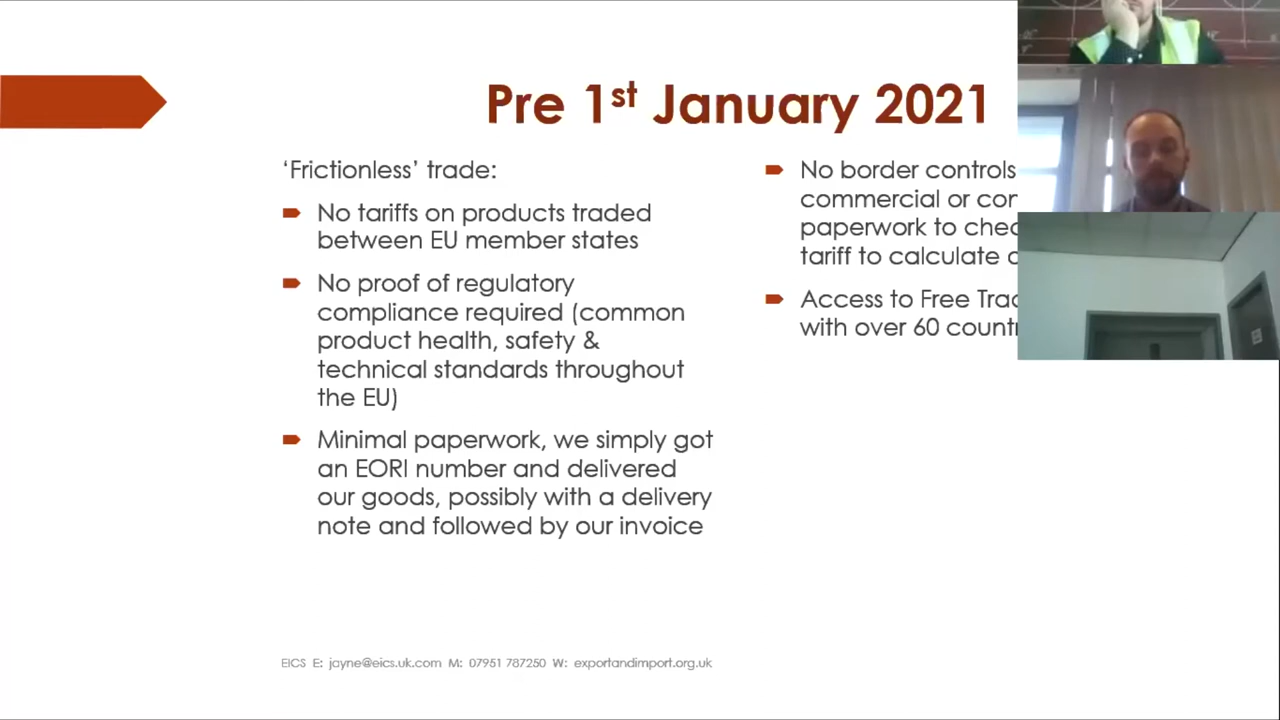 Pre 1st January 2021
‘Frictionless’ trade:
No tariffs on products traded
between EU member states
No proof of regulatory
compliance required (common
product health, safety &
technical standards throughout
the EU)
Minimal paperwork, we simply got
an EORI number and delivered
our goods, possibly with a delivery
note and followed by our invoice
No border controls
commercial or
paperwork to
tariff to calculate
Access to Free
with over 60
EICS E: jayne@eics.uk.com M: 07951 787250 W: exportandimport.org.uk